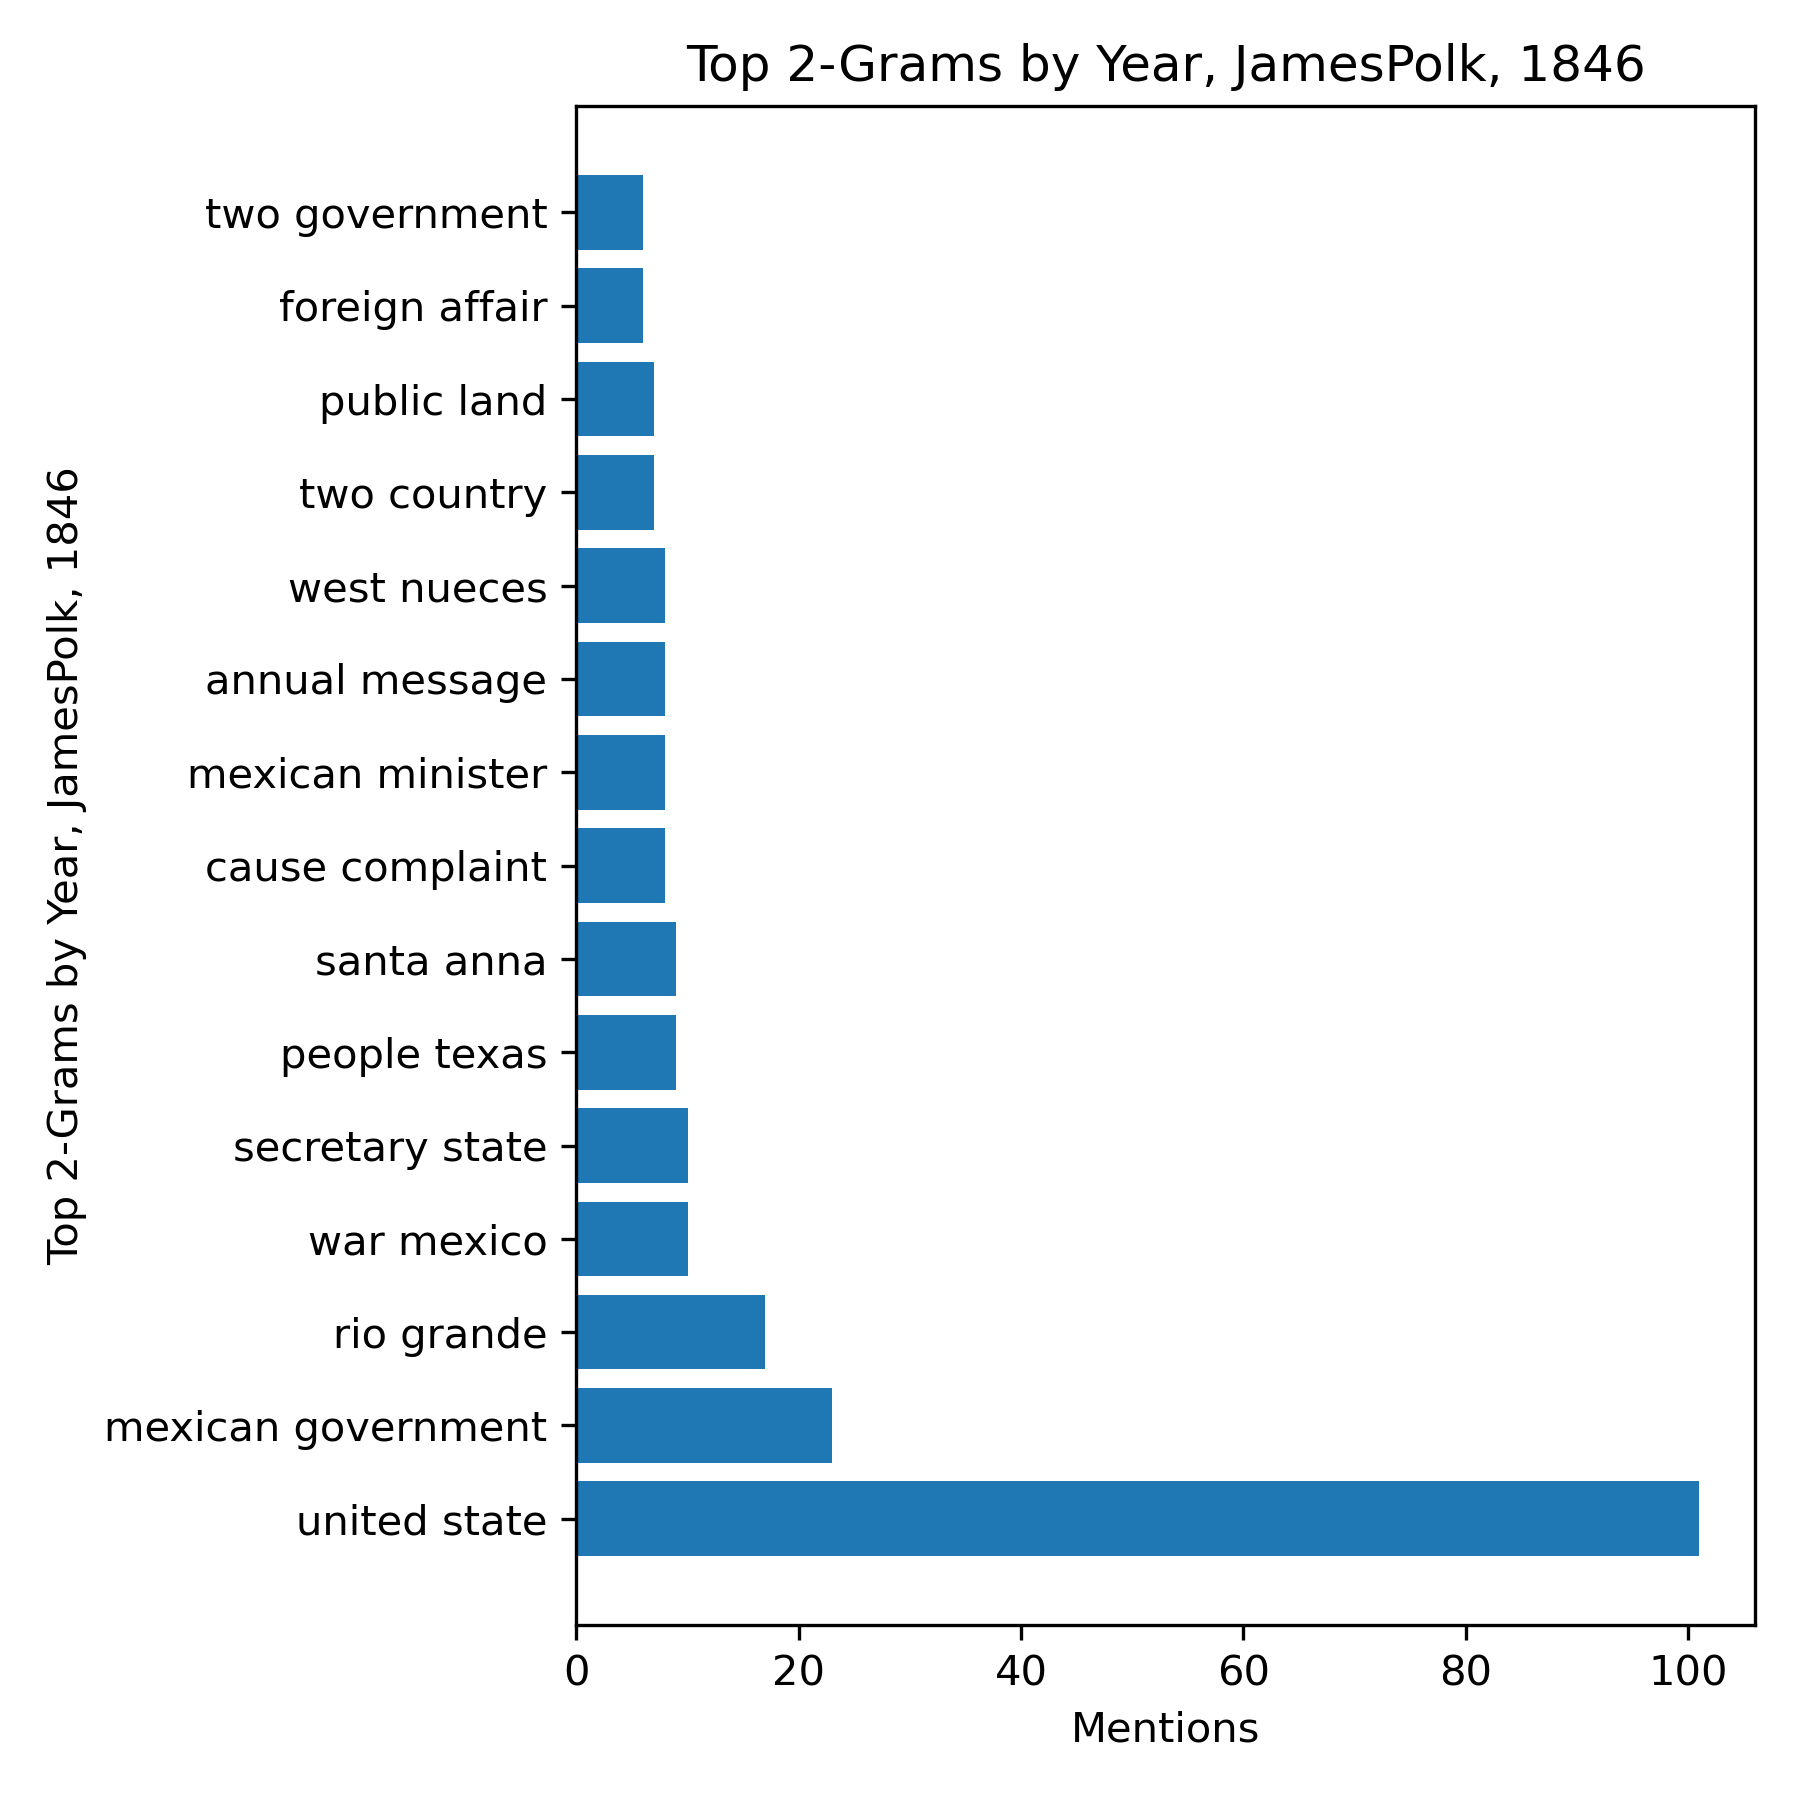 Top 2-Grams by Year, JamesPolk, 1846
Top 2-Grams by Year, JamesPolk, 1846
two government
foreign affair
public land
two country
west nueces
annual message
mexican minister
cause complaint
santa anna
people texas
secretary state
war mexico
rio grande
mexican government
united state
0 20 40 60 80 100
Mentions